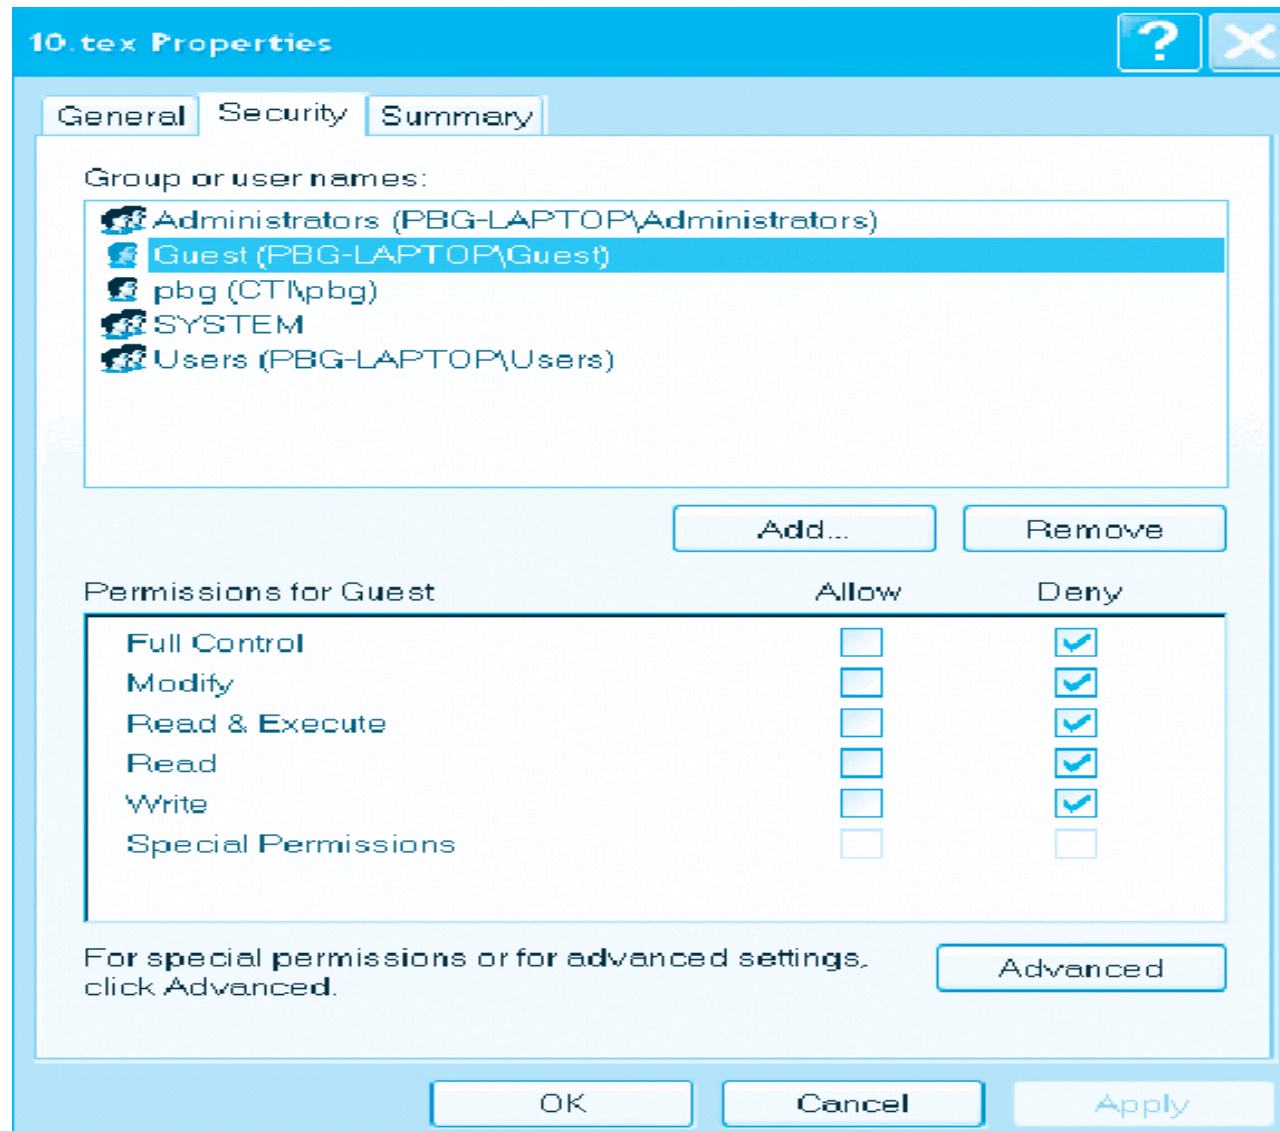 10.tex Properties
?
General Security Summary
Group or user names:
Administrators (PBG-LAPTOP\Administrators)
Guest (PBG-LAPTOP\Guest)
pbg (CTI\pbg)
SYSTEM
Users (PBG-LAPTOP\Users)
Add... Remove
Permissions for Guest Allow Deny
Full Control
Modify
Read & Execute
Read
Write
Special Permissions
For special permissions or for advanced settings, Advanced
click Advanced.
OK Cancel Apply